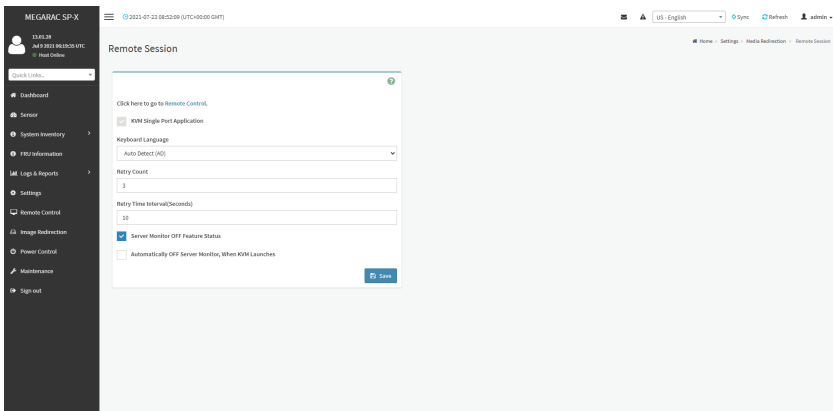 MEGARAC SP-X
2021-07-23 08:52:09 (UTC+00:00 GMT)
US - English
Sync
Refresh
admin
13.01.28
Jul 9 2021 06:19:35 UTC
Host Online
Quick Links...
Dashboard
Sensor
System Inventory
FRU Information
Logs & Reports
Settings
Remote Control
Image Redirection
Power Control
Maintenance
Sign out
Remote Session
Home > Settings > Media Redirection > Remote Session
Click here to go to Remote Control.
KVM Single Port Application
Keyboard Language
Auto Detect (AD)
Retry Count
3
Retry Time Interval(Seconds)
10
Server Monitor OFF Feature Status
Automatically OFF Server Monitor, When KVM Launches
Save